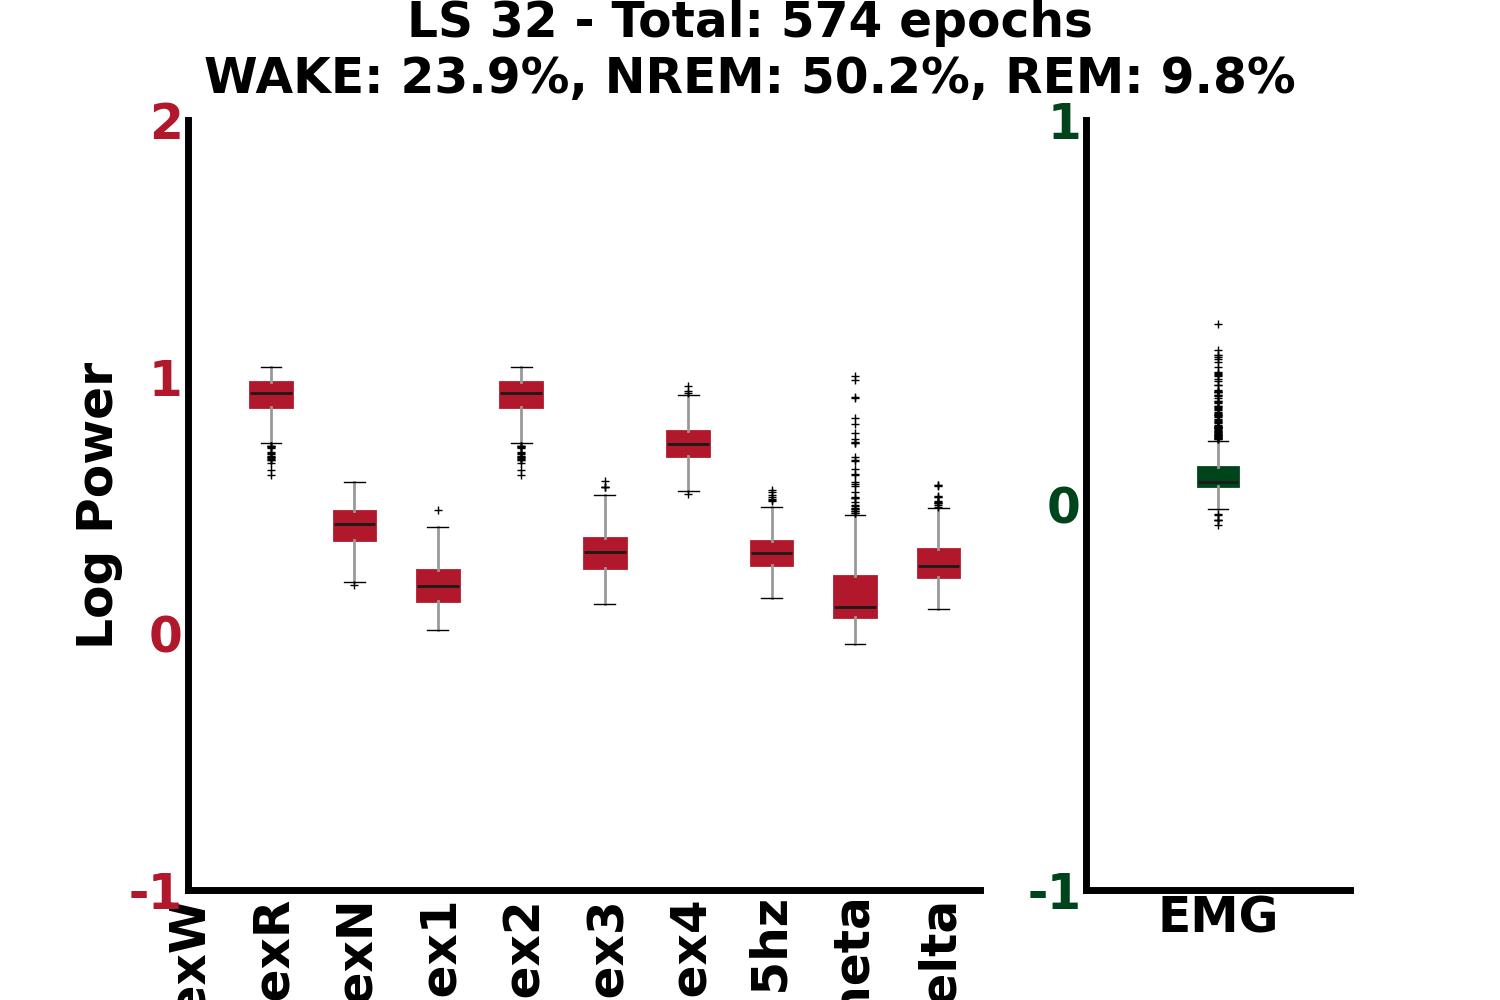 LS 32 - Total: 574 epochs
WAKE: 23.9%, NREM: 50.2%, REM: 9.8%
2
1
0
-1
Log Power
exW
exR
exN
ex1
ex2
ex3
ex4
5hz
eta
elta
1
0
-1
EMG